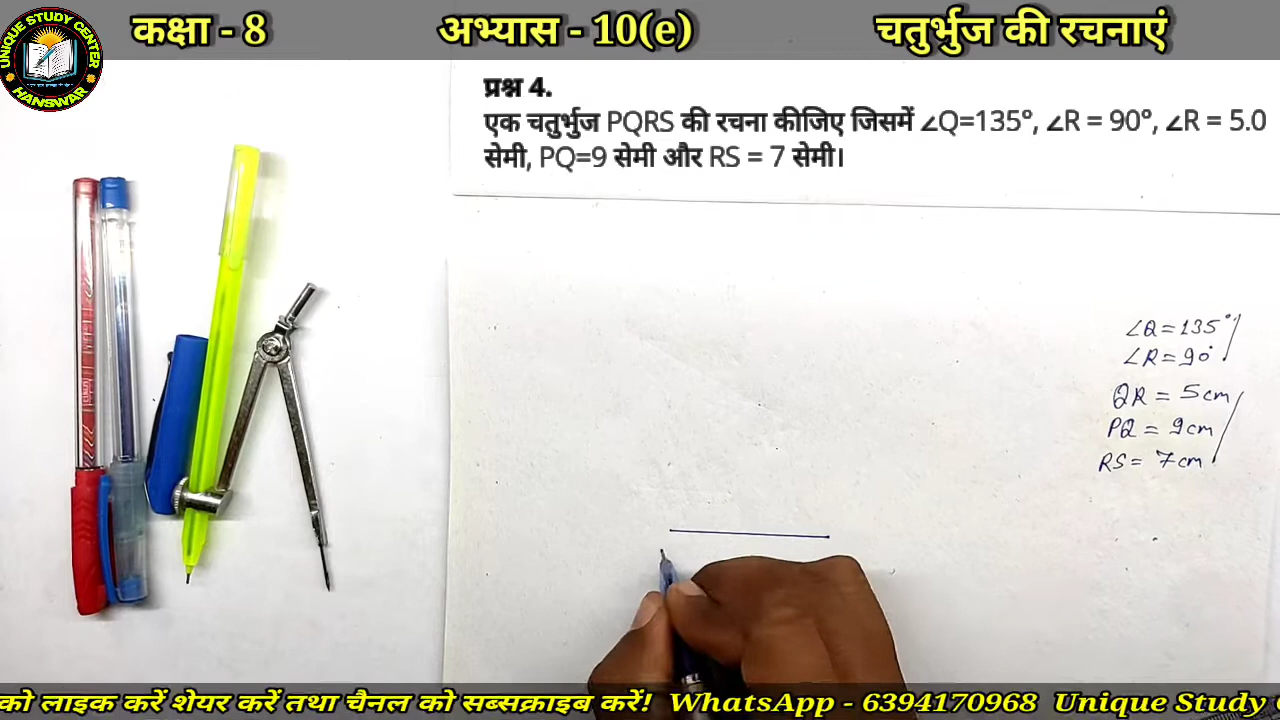 कक्षा - 8
अभ्यास - 10(e)
चतुर्भुज की रचनाएं
UNIQUE STUDY CENTER
HANSWAR
प्रश्न 4.
एक चतुर्भुज PQRS की रचना कीजिए जिसमें ∠Q=135°, ∠R = 90°, ∠R = 5.0
सेमी, PQ=9 सेमी और RS = 7 सेमी।
∠Q = 135°
∠R = 90°
QR = 5cm
PQ = 9cm
RS = 7cm
को लाइक करें शेयर करें तथा चैनल को सब्सक्राइब करें! WhatsApp - 6394170968 Unique Study